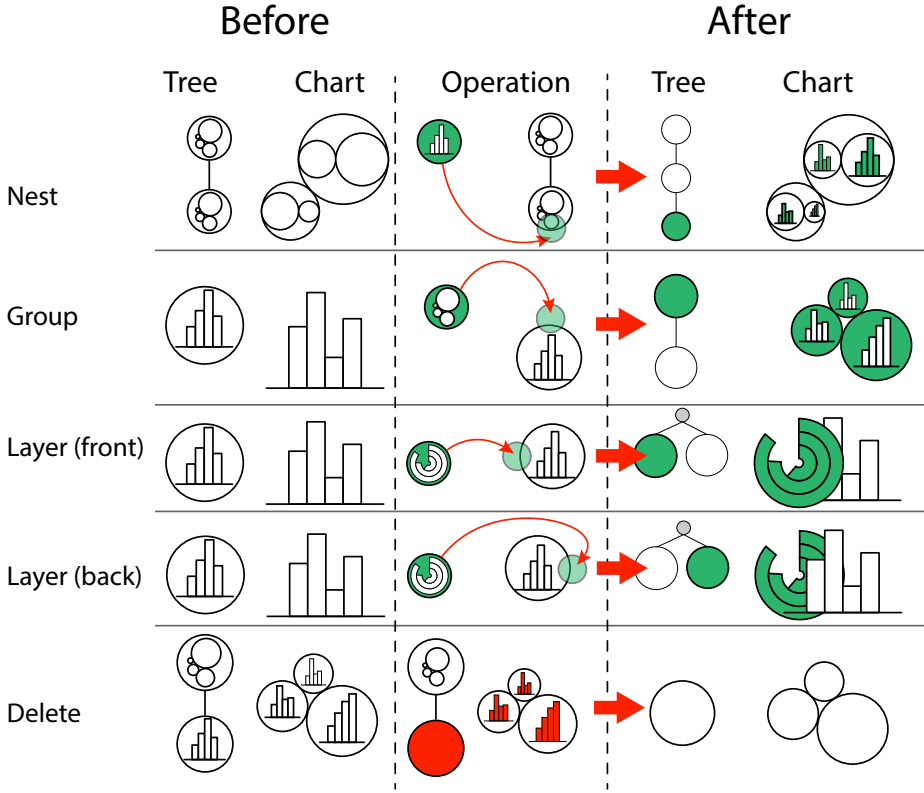 Before After
Tree Chart Operation Tree Chart
Nest
Group
Layer (front)
Layer (back)
Delete